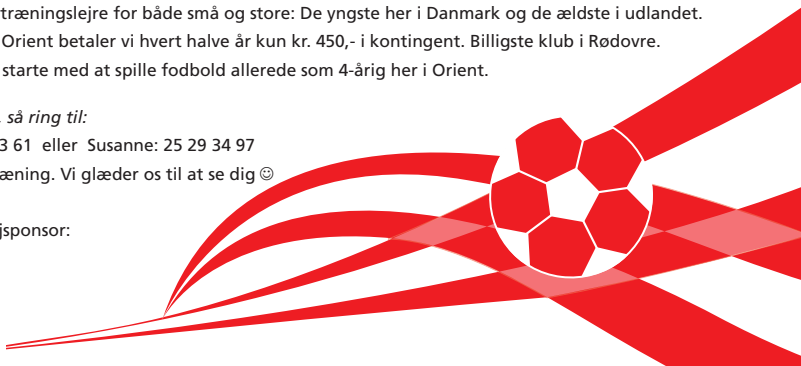 træningslejre for både små og store: De yngste her i Danmark og de ældste i udlandet.
Orient betaler vi hvert halve år kun kr. 450,- i kontingent. Billigste klub i Rødovre.
starte med at spille fodbold allerede som 4-årig her i Orient.
så ring til:
3 61 eller Susanne: 25 29 34 97
æning. Vi glæder os til at se dig ☺
jsponsor: